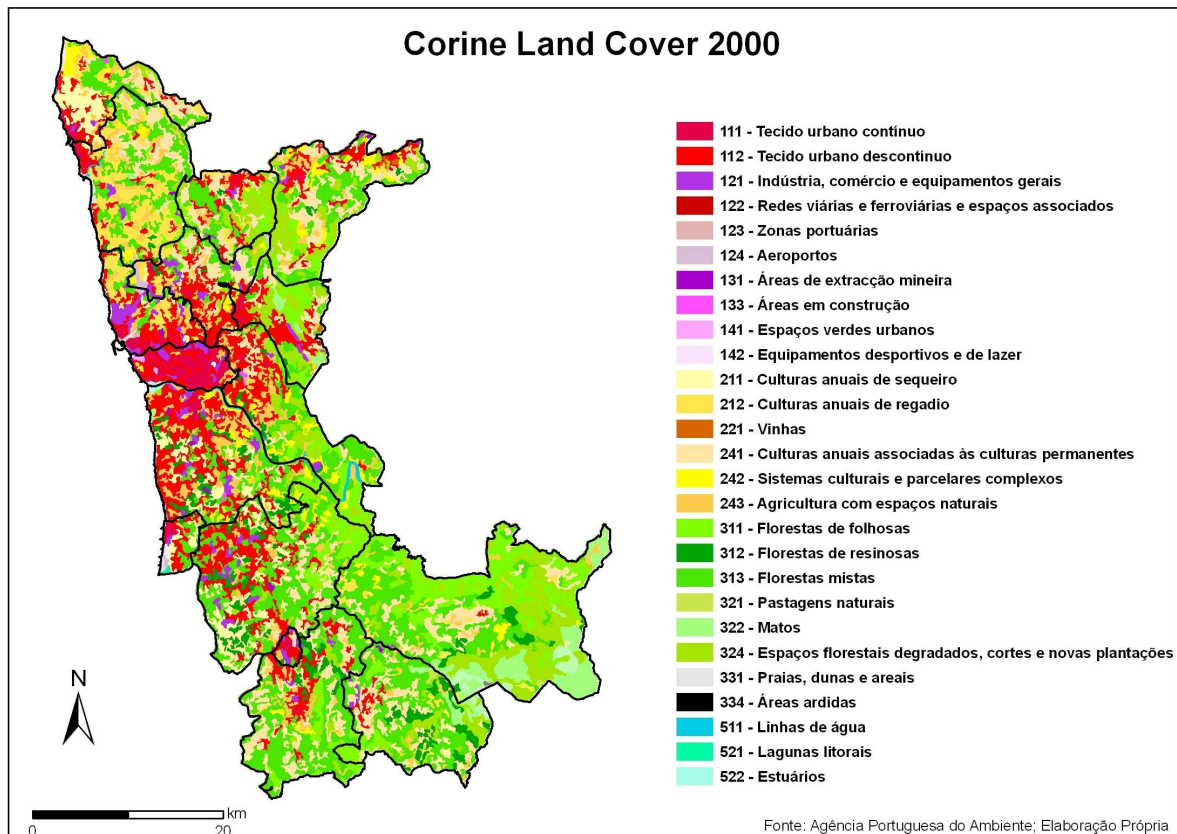 Corine Land Cover 2000
111 - Tecido urbano contínuo
112 - Tecido urbano descontínuo
121 - Indústria, comércio e equipamentos gerais
122 - Redes viárias e ferroviárias e espaços associados
123 - Zonas portuárias
124 - Aeroportos
131 - Áreas de extracção mineira
133 - Áreas em construção
141 - Espaços verdes urbanos
142 - Equipamentos desportivos e de lazer
211 - Culturas anuais de sequeiro
212 - Culturas anuais de regadio
221 - Vinhas
241 - Culturas anuais associadas às culturas permanentes
242 - Sistemas culturais e parcelares complexos
243 - Agricultura com espaços naturais
311 - Florestas de folhosas
312 - Florestas de resinosas
313 - Florestas mistas
321 - Pastagens naturais
322 - Matos
324 - Espaços florestais degradados, cortes e novas plantações
331 - Praias, dunas e areais
334 - Áreas ardidas
511 - Linhas de água
521 - Lagunas litorais
522 - Estuários
N
km
0 20
Fonte: Agência Portuguesa do Ambiente; Elaboração Própria